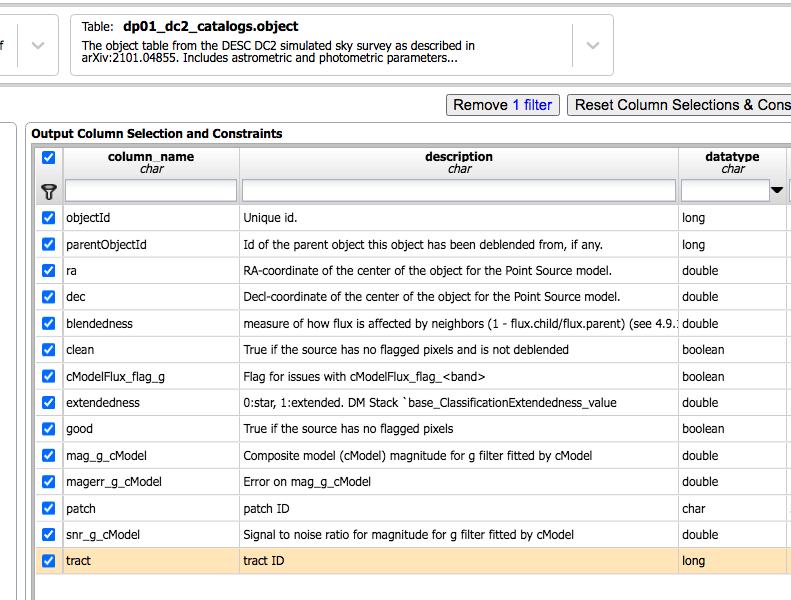 f
Table: dp01_dc2_catalogs.object
The object table from the DESC DC2 simulated sky survey as described in
arXiv:2101.04855. Includes astrometric and photometric parameters...
Remove 1 filter
Reset Column Selections & Cons
Output Column Selection and Constraints
column_name description datatype
char char char
objectId Unique id. long
parentObjectId Id of the parent object this object has been deblended from, if any. long
ra RA-coordinate of the center of the object for the Point Source model. double
dec Decl-coordinate of the center of the object for the Point Source model. double
blendedness measure of how flux is affected by neighbors (1 - flux.child/flux.parent) (see 4.9. double
clean True if the source has no flagged pixels and is not deblended boolean
cModelFlux_flag_g Flag for issues with cModelFlux_flag_<band> boolean
extendedness 0:star, 1:extended. DM Stack `base_ClassificationExtendedness_value double
good True if the source has no flagged pixels boolean
mag_g_cModel Composite model (cModel) magnitude for g filter fitted by cModel double
magerr_g_cModel Error on mag_g_cModel double
patch patch ID char
snr_g_cModel Signal to noise ratio for magnitude for g filter fitted by cModel double
tract tract ID long